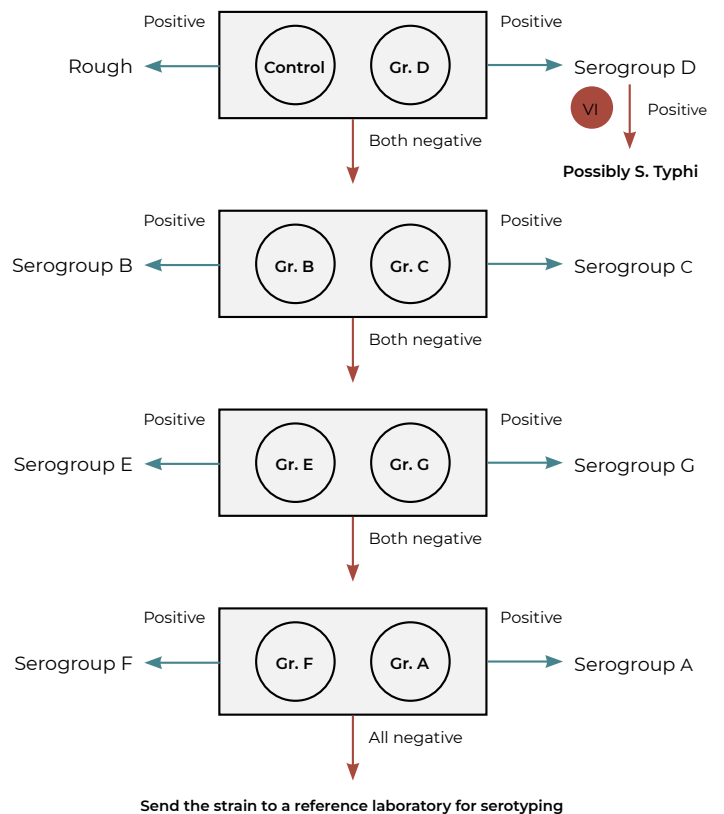 Positive
Positive
Rough
Control
Gr. D
Serogroup D
VI
Positive
Both negative
Possibly S. Typhi
Positive
Positive
Serogroup B
Gr. B
Gr. C
Serogroup C
Both negative
Positive
Positive
Serogroup E
Gr. E
Gr. G
Serogroup G
Both negative
Positive
Positive
Serogroup F
Gr. F
Gr. A
Serogroup A
All negative
Send the strain to a reference laboratory for serotyping